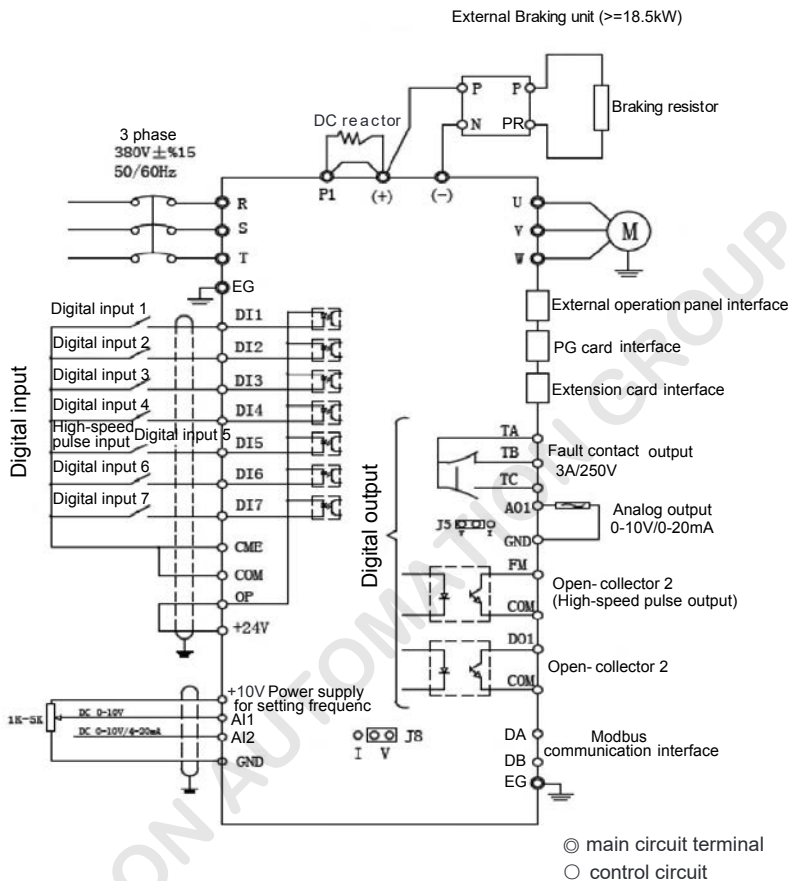 External Braking unit (>=18.5kW)
P P
N PR
Braking resistor
DC reactor
3 phase
380V±%15
50/60Hz
P1 (+) (-)
R
S
T
EG
U
V
W
M
Digital input
Digital input 1
DI1
Digital input 2
DI2
Digital input 3
DI3
Digital input 4
DI4
High-speed
pulse input Digital input 5
DI5
Digital input 6
DI6
Digital input 7
DI7
CME
COM
OP
+24V
+10V Power supply
for setting frequenc
1K-5K
DC 0-10V
AI1
DC 0-10V/4-20mA
AI2
GND
J8
I V
External operation panel interface
PG card interface
Extension card interface
Digital output
TA
TB
TC
Fault contact output
3A/250V
AO1
J5
V I
GND
Analog output
0-10V/0-20mA
FM
COM
Open-collector 2
(High-speed pulse output)
DO1
COM
Open-collector 2
DA
DB
Modbus
communication interface
EG
◎ main circuit terminal
○ control circuit
ON AUTOMATION GROUP